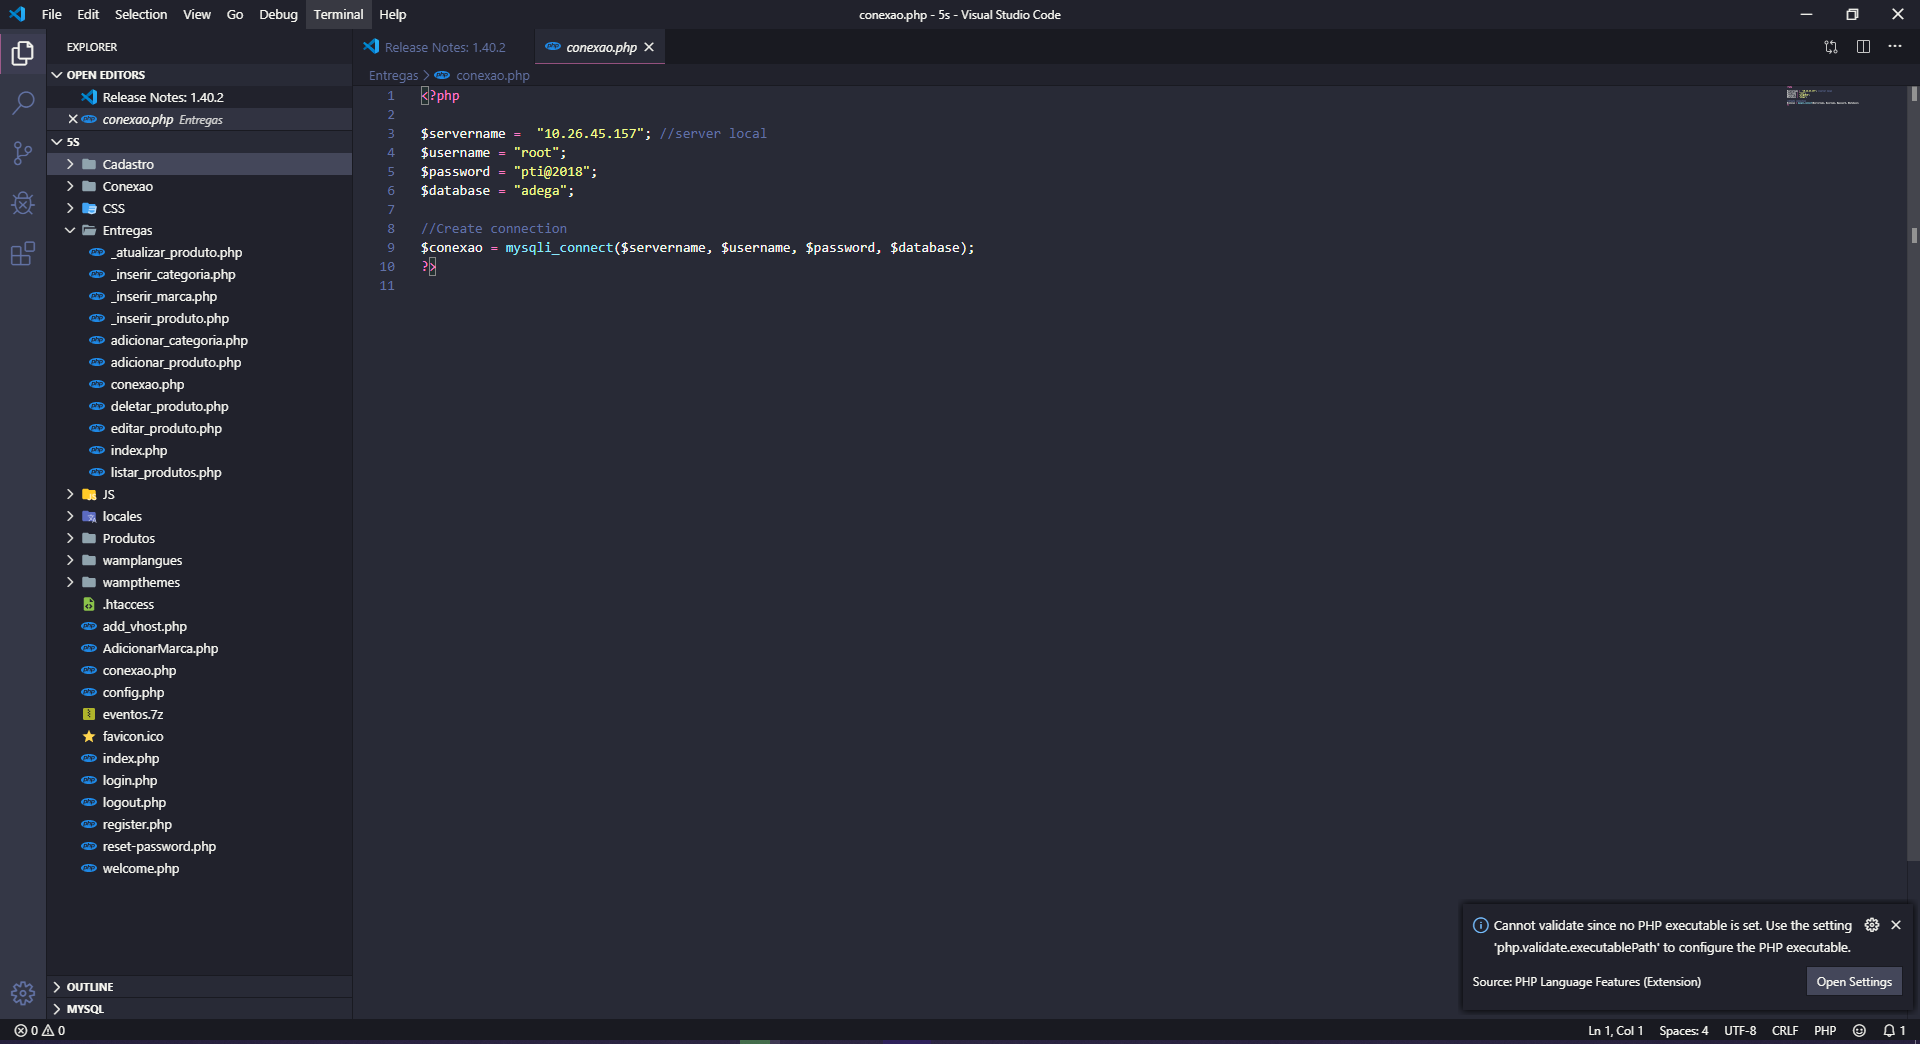 File Edit Selection View Go Debug Terminal Help
conexao.php - 5s - Visual Studio Code
EXPLORER
OPEN EDITORS
Release Notes: 1.40.2
conexao.php Entregas
5S
Cadastro
Conexao
CSS
Entregas
_atualizar_produto.php
_inserir_categoria.php
_inserir_marca.php
_inserir_produto.php
adicionar_categoria.php
adicionar_produto.php
conexao.php
deletar_produto.php
editar_produto.php
index.php
listar_produtos.php
JS
locales
Produtos
wamplangues
wampthemes
.htaccess
add_vhost.php
AdicionarMarca.php
conexao.php
config.php
eventos.7z
favicon.ico
index.php
login.php
logout.php
register.php
reset-password.php
welcome.php
OUTLINE
MYSQL
Release Notes: 1.40.2
conexao.php
Entregas > conexao.php
1 <?php
2
3 $servername =  "10.26.45.157"; //server local
4 $username = "root";
5 $password = "pti@2018";
6 $database = "adega";
7
8 //Create connection
9 $conexao = mysqli_connect($servername, $username, $password, $database);
10 ?>
11
Cannot validate since no PHP executable is set. Use the setting
'php.validate.executablePath' to configure the PHP executable.
Source: PHP Language Features (Extension)
Open Settings
0 0
Ln 1, Col 1 Spaces: 4 UTF-8 CRLF PHP 1